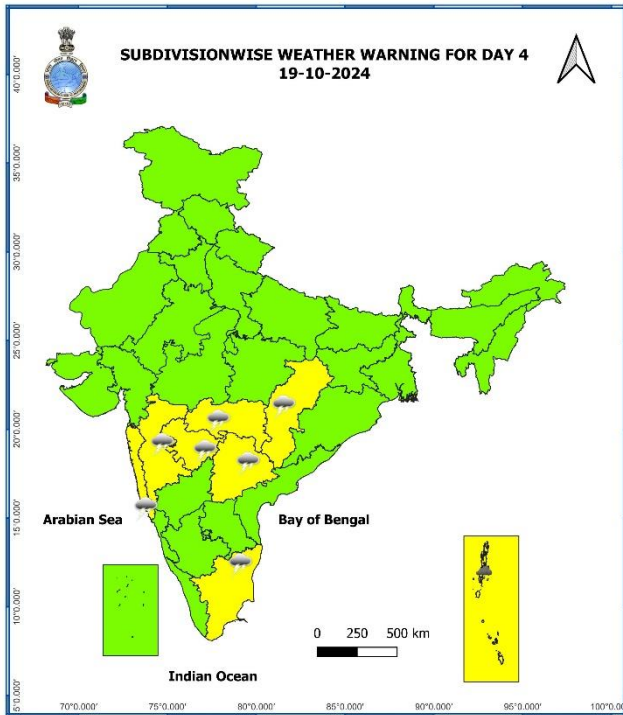 SUBDIVISIONWISE WEATHER WARNING FOR DAY 4
19-10-2024
40°0.000'
35°0.000'
30°0.000'
25°0.000'
20°0.000'
15°0.000'
10°0.000'
5°0.000'
Arabian Sea
Bay of Bengal
0 250 500 km
Indian Ocean
70°0.000' 75°0.000' 80°0.000' 85°0.000' 90°0.000' 95°0.000' 100°0.000'